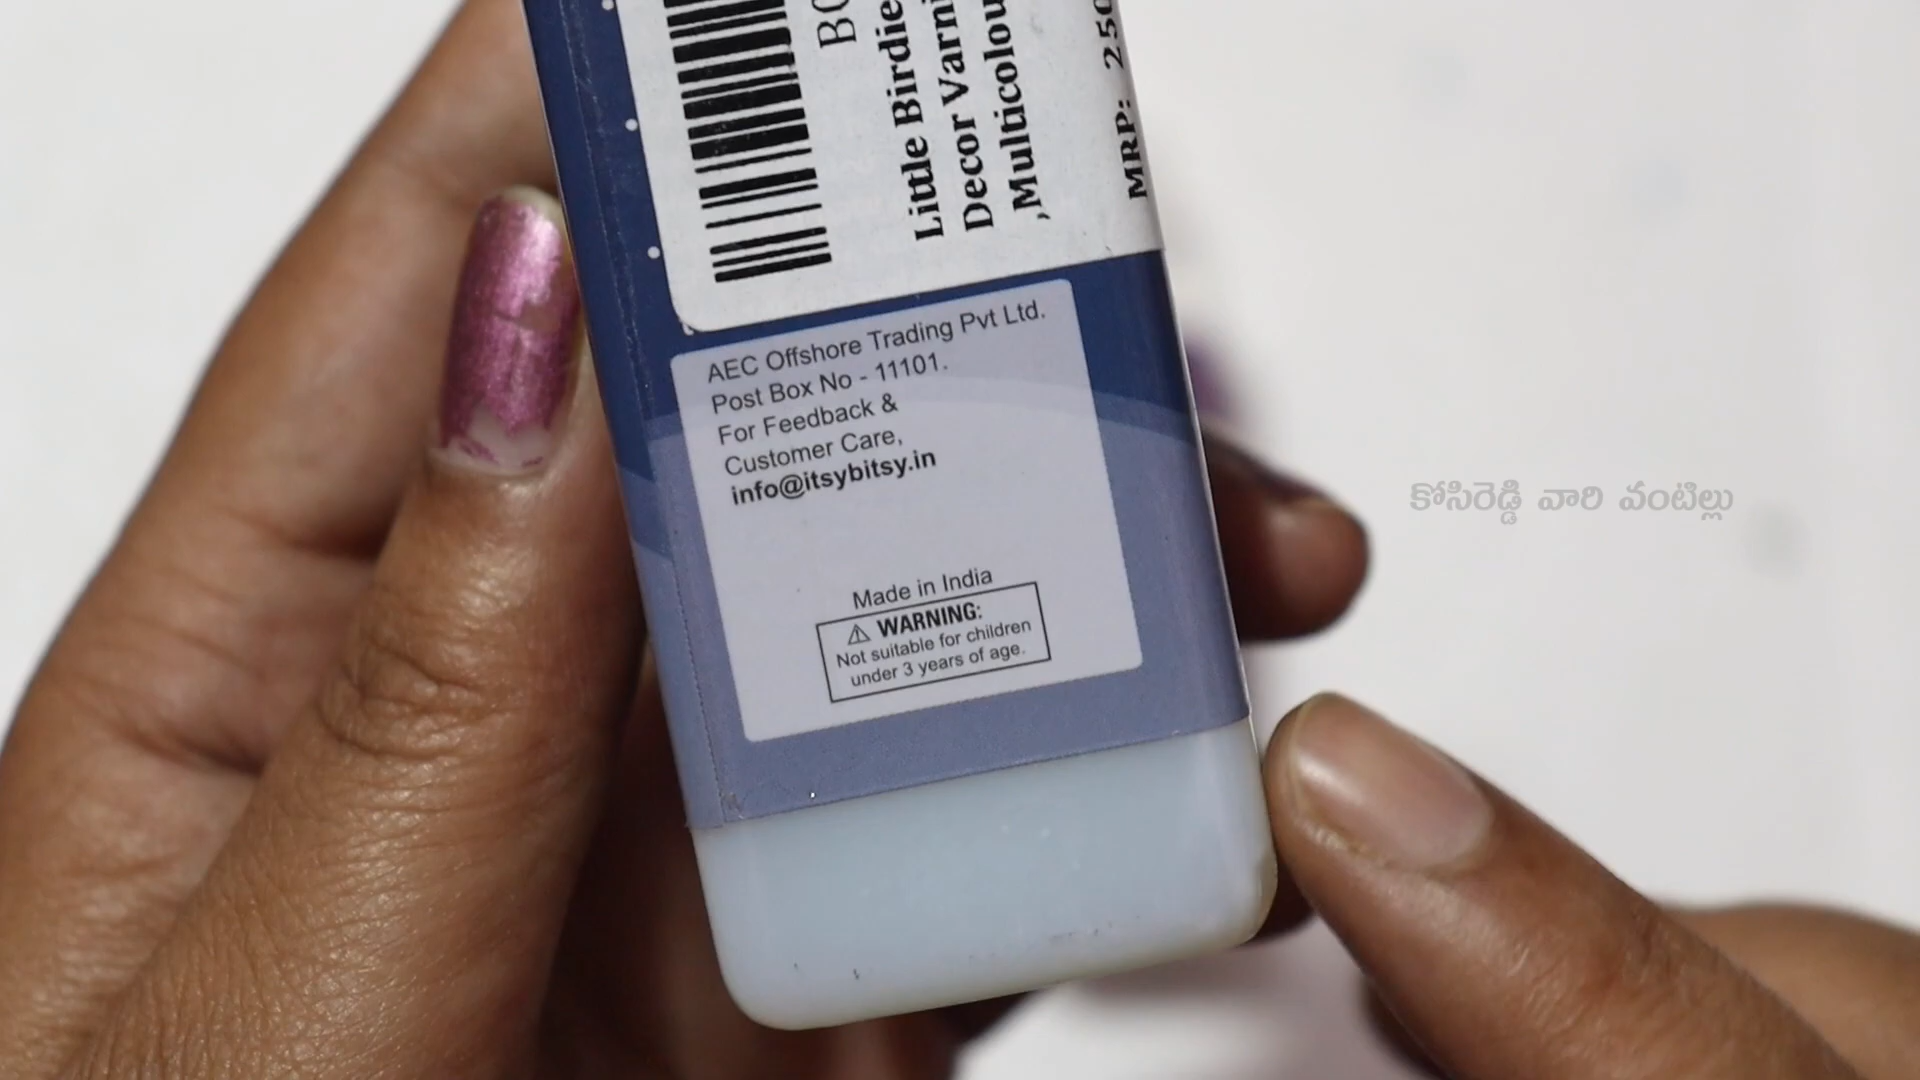 Little Birdie
Decor
,Multicolou
MRP: 250
AEC Offshore Trading Pvt Ltd.
Post Box No - 11101.
For Feedback &
Customer Care,
info@itsybitsy.in
Made in India
⚠ WARNING:
Not suitable for children
under 3 years of age.
కోసిరెడ్డి వారి వంటిల్లు